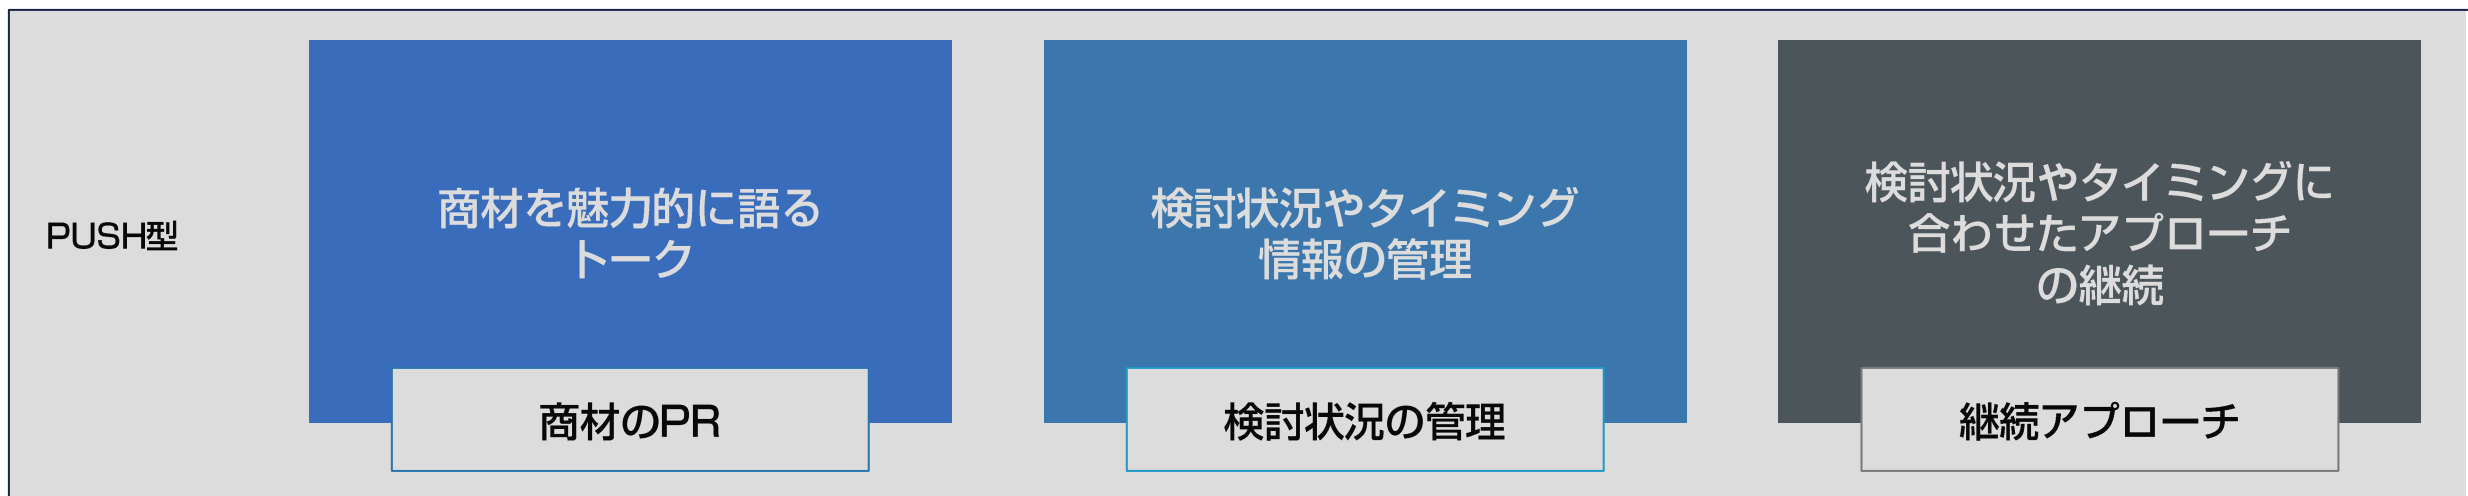 PUSH型
商材を魅力的に語る
トーク
商材のPR
検討状況やタイミング
情報の管理
検討状況の管理
検討状況やタイミングに
合わせたアプローチ
の継続
継続アプローチ